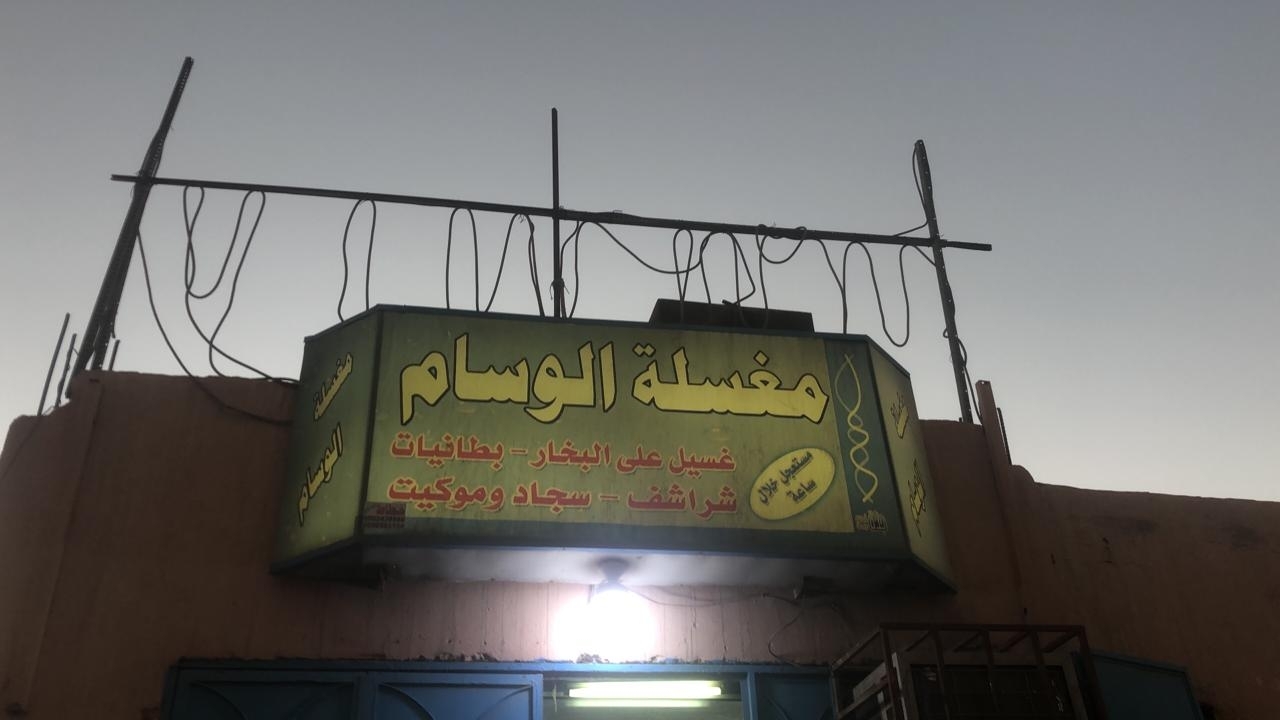 مغسلة الوسام
غسيل على البخار - بطانيات
شراشف - سجاد وموكيت
مستعجل خلال
ساعة
مغسلة
الوسام